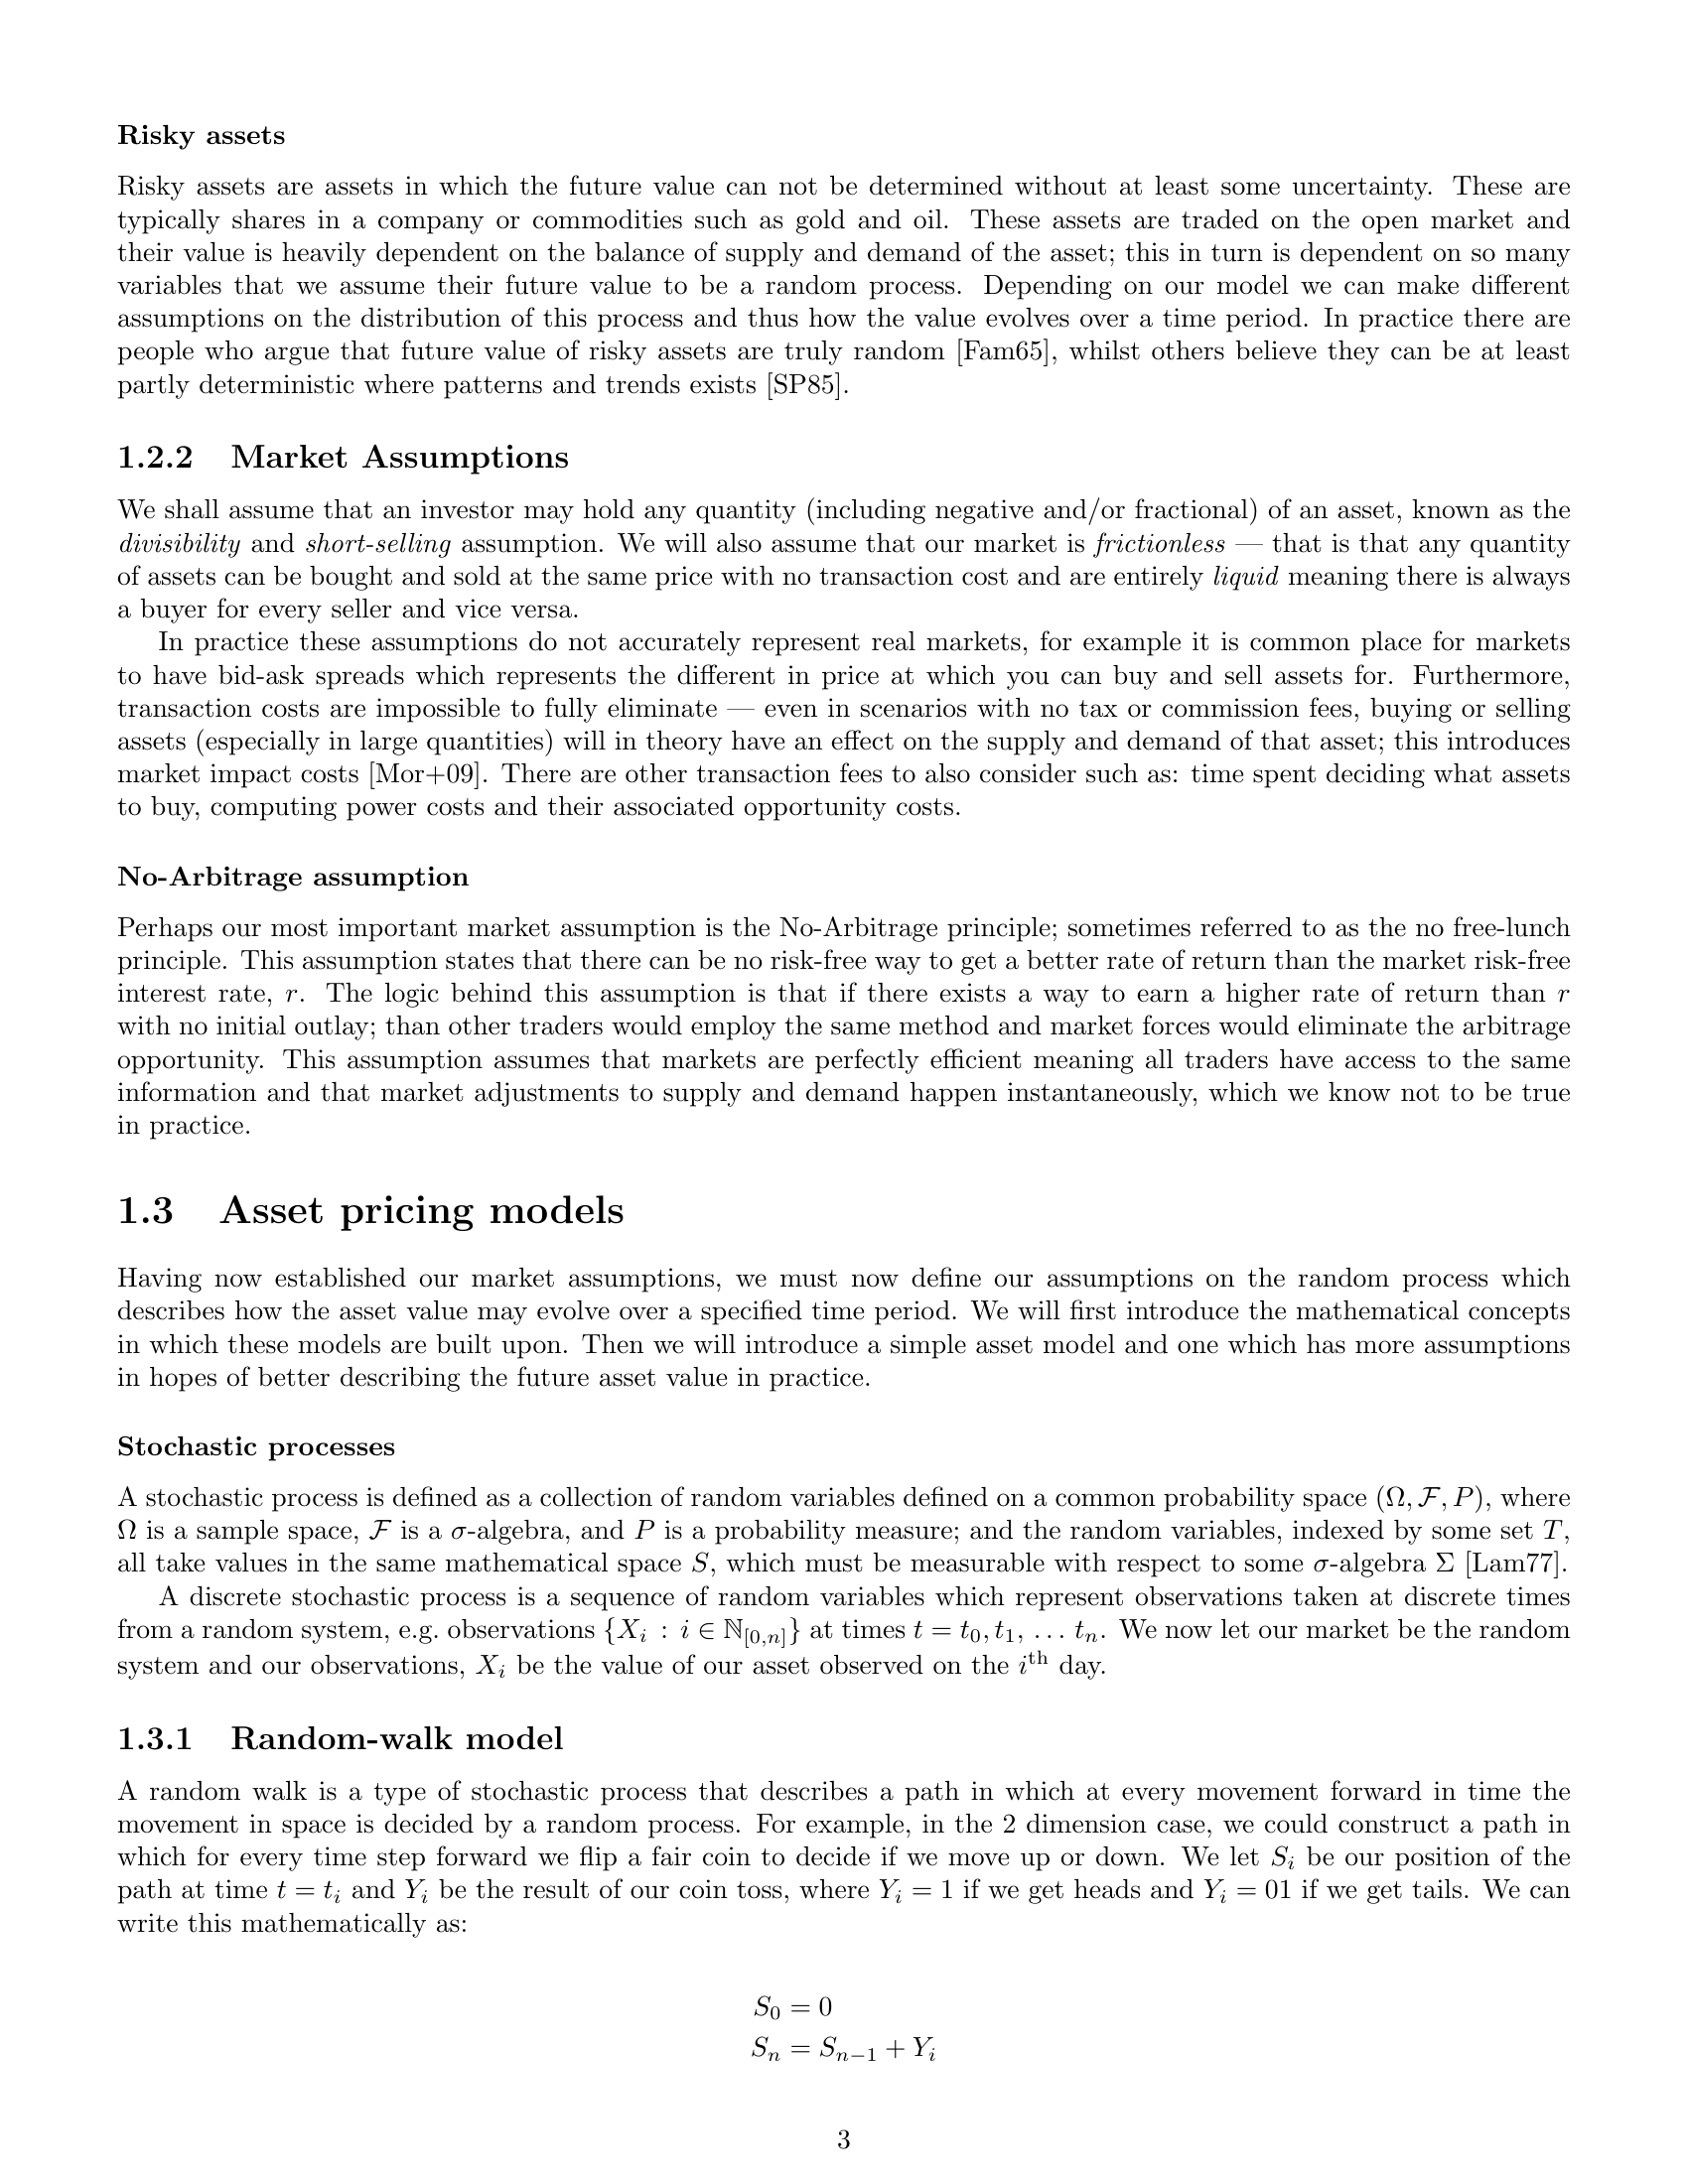 Risky assets
Risky assets are assets in which the future value can not be determined without at least some uncertainty. These are
typically shares in a company or commodities such as gold and oil. These assets are traded on the open market and
their value is heavily dependent on the balance of supply and demand of the asset; this in turn is dependent on so many
variables that we assume their future value to be a random process. Depending on our model we can make different
assumptions on the distribution of this process and thus how the value evolves over a time period. In practice there are
people who argue that future value of risky assets are truly random [Fam65], whilst others believe they can be at least
partly deterministic where patterns and trends exists [SP85].
1.2.2 Market Assumptions
We shall assume that an investor may hold any quantity (including negative and/or fractional) of an asset, known as the
divisibility and short-selling assumption. We will also assume that our market is frictionless — that is that any quantity
of assets can be bought and sold at the same price with no transaction cost and are entirely liquid meaning there is always
a buyer for every seller and vice versa.
In practice these assumptions do not accurately represent real markets, for example it is common place for markets
to have bid-ask spreads which represents the different in price at which you can buy and sell assets for. Furthermore,
transaction costs are impossible to fully eliminate — even in scenarios with no tax or commission fees, buying or selling
assets (especially in large quantities) will in theory have an effect on the supply and demand of that asset; this introduces
market impact costs [Mor+09]. There are other transaction fees to also consider such as: time spent deciding what assets
to buy, computing power costs and their associated opportunity costs.
No-Arbitrage assumption
Perhaps our most important market assumption is the No-Arbitrage principle; sometimes referred to as the no free-lunch
principle. This assumption states that there can be no risk-free way to get a better rate of return than the market risk-free
interest rate, r. The logic behind this assumption is that if there exists a way to earn a higher rate of return than r
with no initial outlay; than other traders would employ the same method and market forces would eliminate the arbitrage
opportunity. This assumption assumes that markets are perfectly efficient meaning all traders have access to the same
information and that market adjustments to supply and demand happen instantaneously, which we know not to be true
in practice.
1.3 Asset pricing models
Having now established our market assumptions, we must now define our assumptions on the random process which
describes how the asset value may evolve over a specified time period. We will first introduce the mathematical concepts
in which these models are built upon. Then we will introduce a simple asset model and one which has more assumptions
in hopes of better describing the future asset value in practice.
Stochastic processes
A stochastic process is defined as a collection of random variables defined on a common probability space (Ω, ℱ, P), where
Ω is a sample space, ℱ is a σ-algebra, and P is a probability measure; and the random variables, indexed by some set T,
all take values in the same mathematical space S, which must be measurable with respect to some σ-algebra Σ [Lam77].
A discrete stochastic process is a sequence of random variables which represent observations taken at discrete times
from a random system, e.g. observations {X_i : i ∈ ℕ_[0,n]} at times t = t_0, t_1, … t_n. We now let our market be the random
system and our observations, X_i be the value of our asset observed on the i^th day.
1.3.1 Random-walk model
A random walk is a type of stochastic process that describes a path in which at every movement forward in time the
movement in space is decided by a random process. For example, in the 2 dimension case, we could construct a path in
which for every time step forward we flip a fair coin to decide if we move up or down. We let S_i be our position of the
path at time t = t_i and Y_i be the result of our coin toss, where Y_i = 1 if we get heads and Y_i = 01 if we get tails. We can
write this mathematically as:
S_0 = 0
S_n = S_{n−1} + Y_i
3